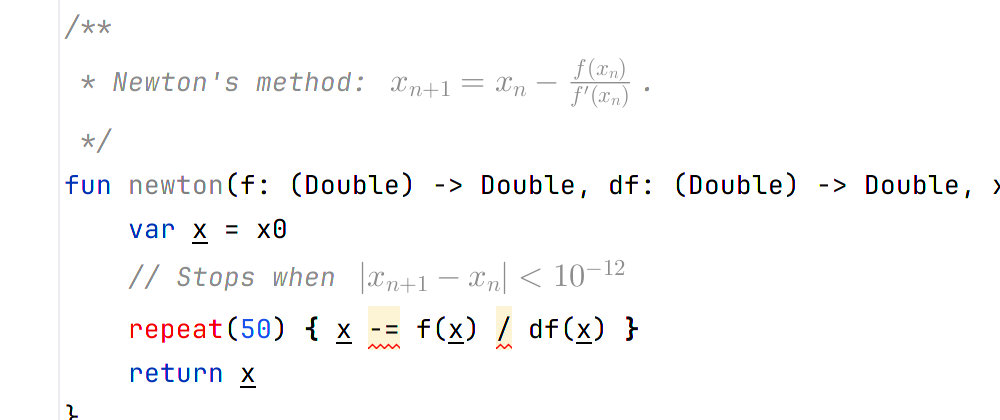 /**
* Newton's method: x_{n+1} = x_n − \frac{f(x_n)}{f′(x_n)} .
*/
fun newton(f: (Double) -> Double, df: (Double) -> Double,
var x = x0
// Stops when |x_{n+1} − x_n| < 10^{−12}
repeat(50) { x -= f(x) / df(x) }
return x
}